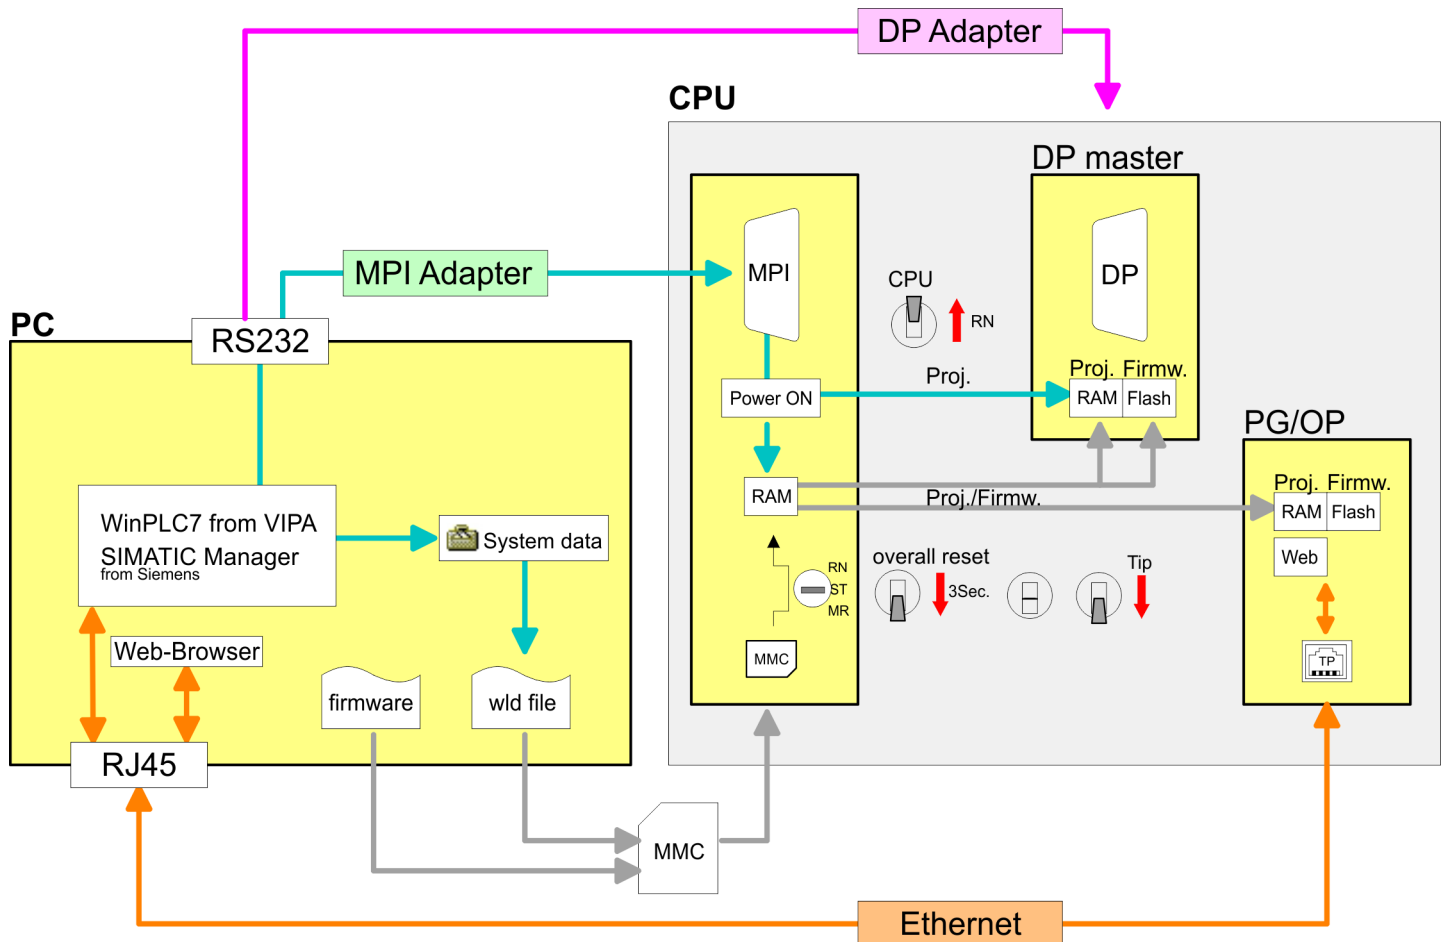 DP Adapter
CPU
DP master
MPI Adapter
MPI
DP
CPU
RN
PC
RS232
Proj.
Proj. Firmw.
Power ON
RAM
Flash
PG/OP
RAM
Proj./Firmw.
Proj. Firmw.
RAM
Flash
WinPLC7 from VIPA
SIMATIC Manager
from Siemens
System data
Web
overall reset
Tip
RN
ST
MR
3Sec.
Web-Browser
MMC
TP
firmware
wld file
RJ45
MMC
Ethernet